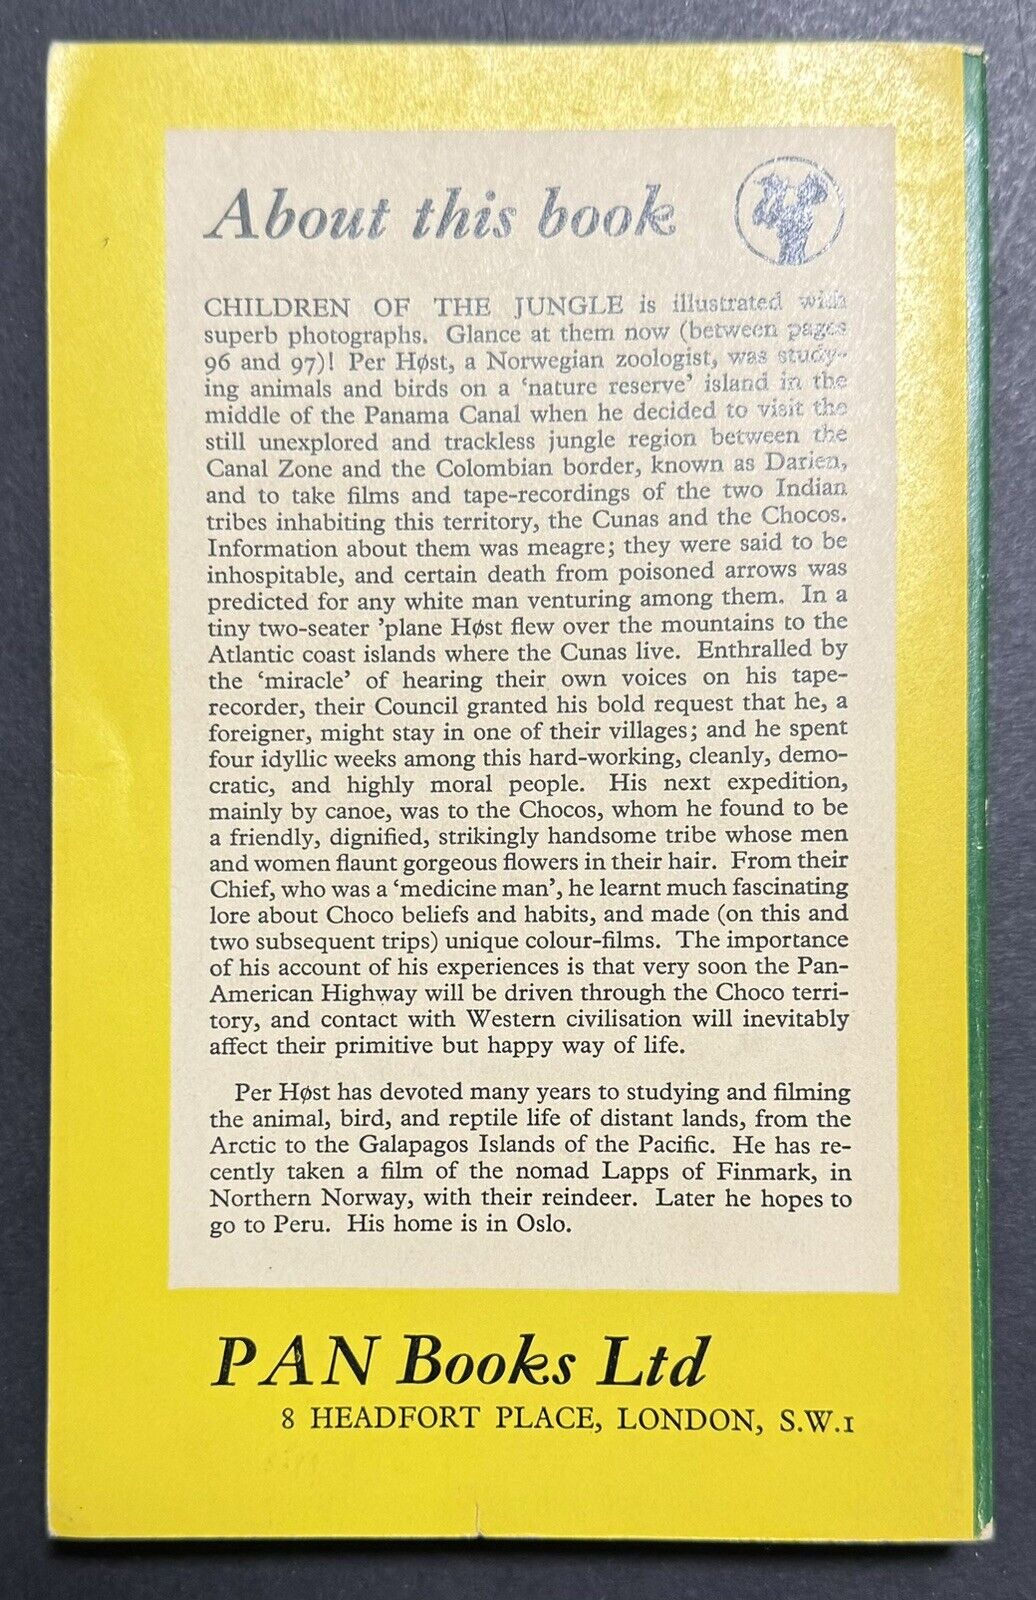 About this book
CHILDREN OF THE JUNGLE is illustrated with
superb photographs. Glance at them now (between pages
96 and 97)! Per Høst, a Norwegian zoologist, was study-
ing animals and birds on a ‘nature reserve’ island in the
middle of the Panama Canal when he decided to visit the
still unexplored and trackless jungle region between the
Canal Zone and the Colombian border, known as Darien,
and to take films and tape-recordings of the two Indian
tribes inhabiting this territory, the Cunas and the Chocos.
Information about them was meagre; they were said to be
inhospitable, and certain death from poisoned arrows was
predicted for any white man venturing among them. In a
tiny two-seater ’plane Høst flew over the mountains to the
Atlantic coast islands where the Cunas live. Enthralled by
the ‘miracle’ of hearing their own voices on his tape-
recorder, their Council granted his bold request that he, a
foreigner, might stay in one of their villages; and he spent
four idyllic weeks among this hard-working, cleanly, demo-
cratic, and highly moral people. His next expedition,
mainly by canoe, was to the Chocos, whom he found to be
a friendly, dignified, strikingly handsome tribe whose men
and women flaunt gorgeous flowers in their hair. From their
Chief, who was a ‘medicine man’, he learnt much fascinating
lore about Choco beliefs and habits, and made (on this and
two subsequent trips) unique colour-films. The importance
of his account of his experiences is that very soon the Pan-
American Highway will be driven through the Choco terri-
tory, and contact with Western civilisation will inevitably
affect their primitive but happy way of life.
Per Høst has devoted many years to studying and filming
the animal, bird, and reptile life of distant lands, from the
Arctic to the Galapagos Islands of the Pacific. He has re-
cently taken a film of the nomad Lapps of Finmark, in
Northern Norway, with their reindeer. Later he hopes to
go to Peru. His home is in Oslo.
PAN Books Ltd
8 HEADFORT PLACE, LONDON, S.W.1